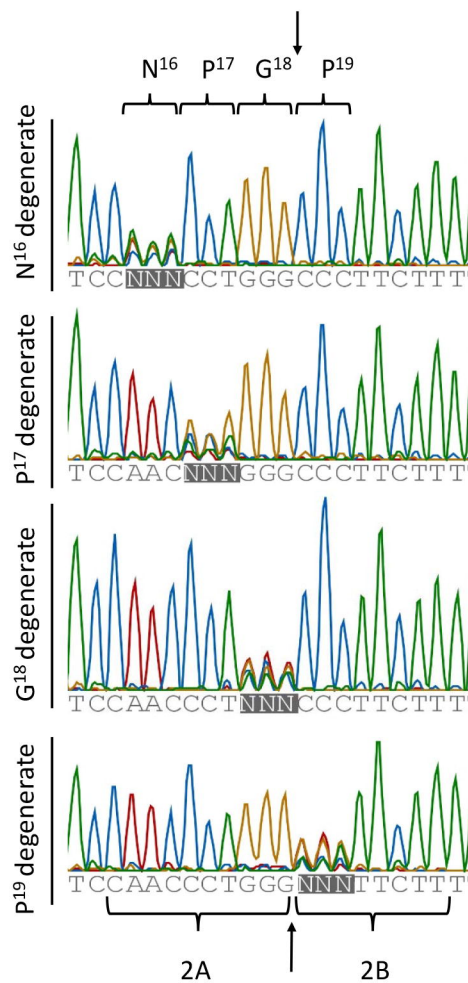 N¹⁶ P¹⁷ G¹⁸ P¹⁹
N¹⁶ degenerate
TCCNNNCCTGGGCCCTTCTTT
P¹⁷ degenerate
TCCAACNNNGGGCCCTTCTTT
G¹⁸ degenerate
TCCAACCCTNNNCCCTTCTTT
P¹⁹ degenerate
TCCAACCCTGGGNNNTTCTTT
2A 2B